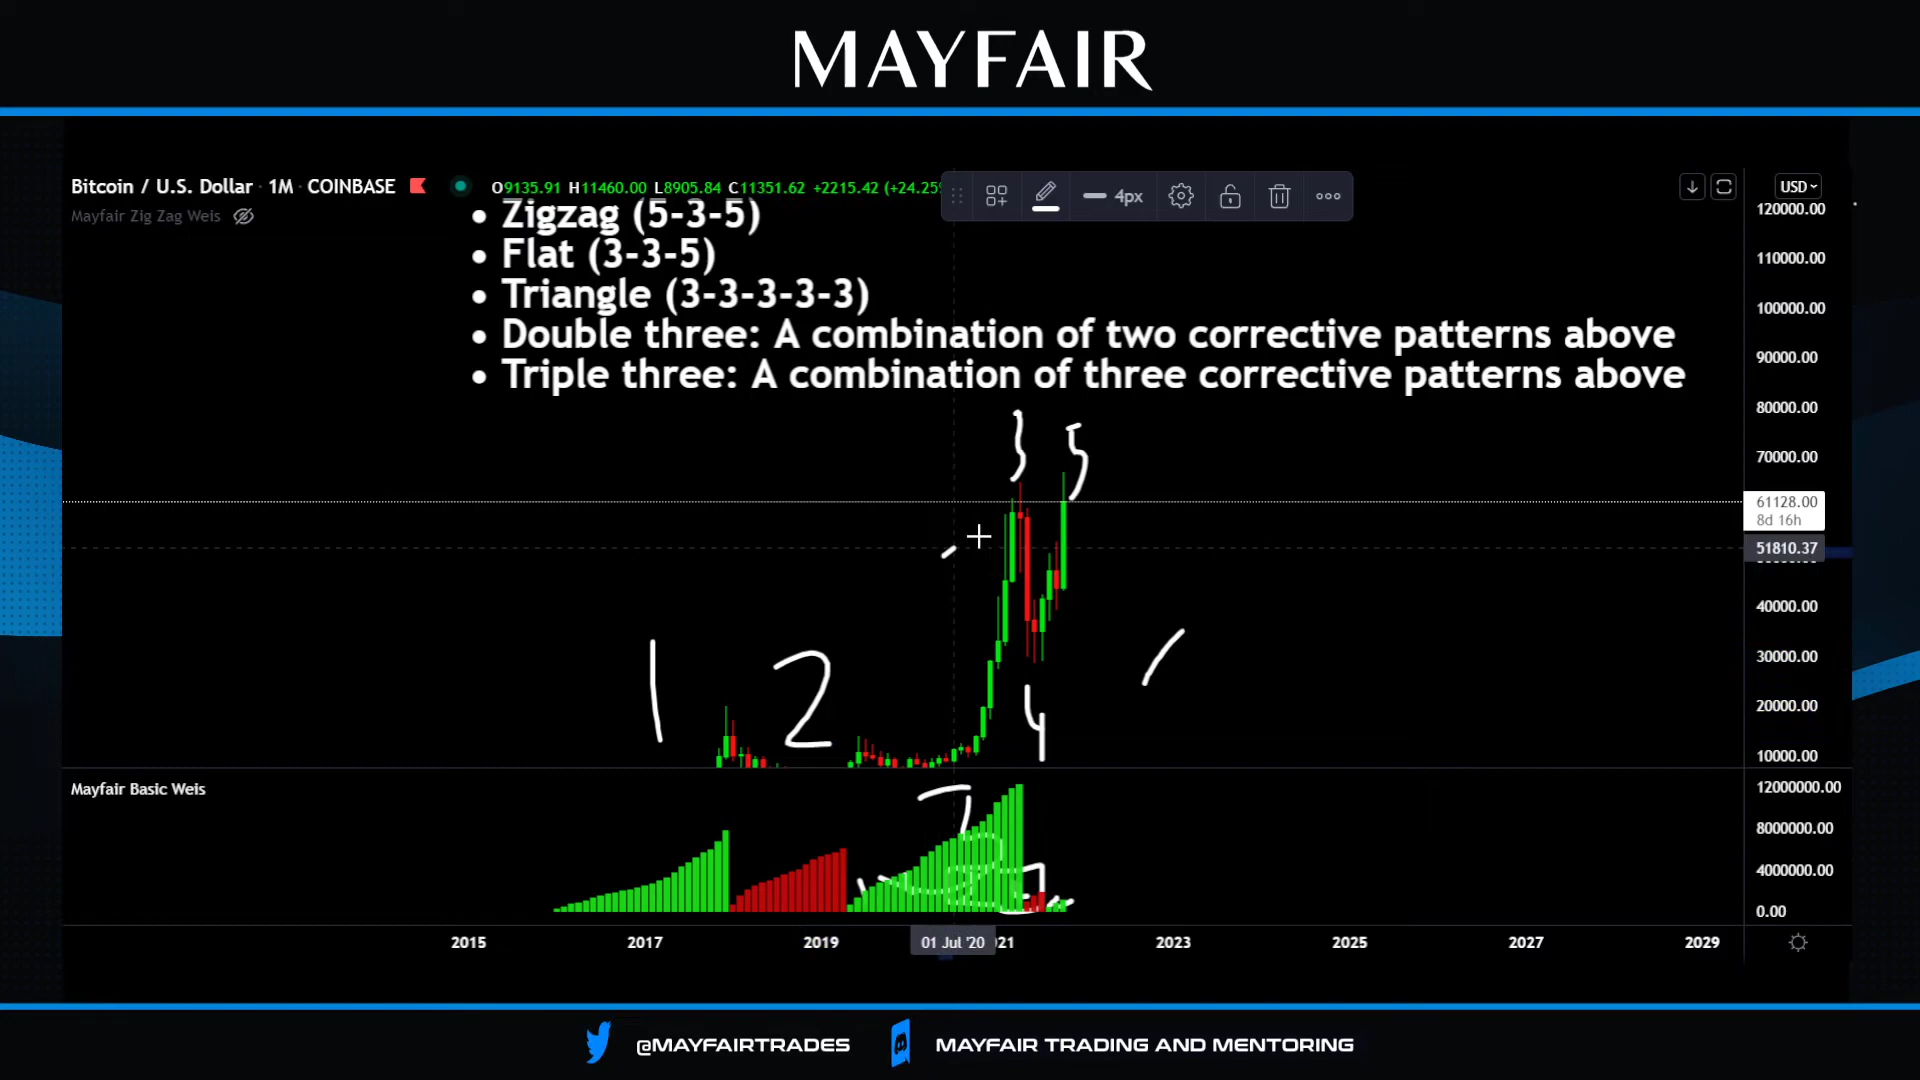 MAYFAIR
Bitcoin / U.S. Dollar · 1M · COINBASE
O9135.91 H11460.00 L8905.84 C11351.62 +2215.42 (+24.25%
4px
USD
Mayfair Zig Zag Weis
• Zigzag (5-3-5)
• Flat (3-3-5)
• Triangle (3-3-3-3-3)
• Double three: A combination of two corrective patterns above
• Triple three: A combination of three corrective patterns above
120000.00
110000.00
100000.00
90000.00
80000.00
70000.00
61128.00
8d 16h
51810.37
40000.00
30000.00
20000.00
10000.00
3
5
1
2
4
Mayfair Basic Weis
12000000.00
8000000.00
4000000.00
0.00
2015
2017
2019
01 Jul '20
21
2023
2025
2027
2029
@MAYFAIRTRADES
MAYFAIR TRADING AND MENTORING